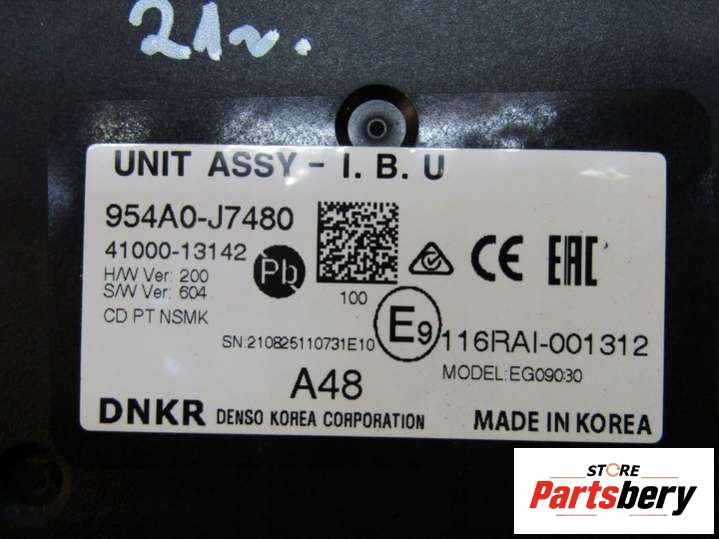 21r.
UNIT ASSY - I. B. U
954A0-J7480
41000-13142
H/W Ver: 200
S/W Ver: 604
CD PT NSMK
Pb
100
CE
EAC
SN:210825110731E10
E9
116RAI-001312
MODEL:EG09030
A48
DNKR DENSO KOREA CORPORATION
MADE IN KOREA
STORE
Partsbery